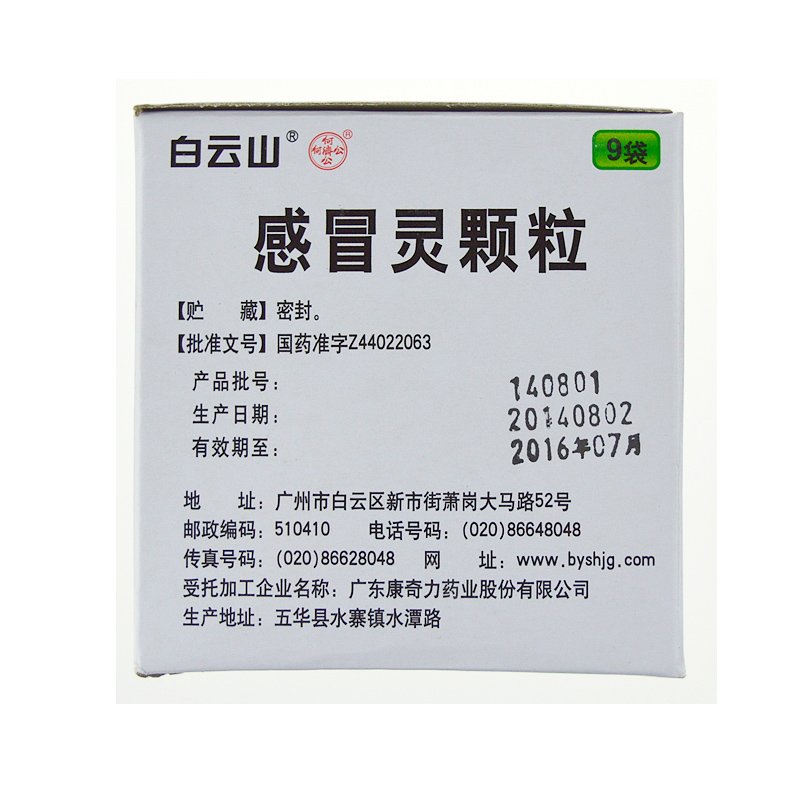 白云山® 何濟公 何公® 9袋
感冒灵颗粒
【贮　藏】密封。
【批准文号】国药准字Z44022063
产品批号： 140801
生产日期： 20140802
有效期至： 2016年07月
地　址：广州市白云区新市街萧岗大马路52号
邮政编码：510410　电话号码：(020)86648048
传真号码：(020)86628048　网　址：www.byshjg.com
受托加工企业名称：广东康奇力药业股份有限公司
生产地址：五华县水寨镇水潭路